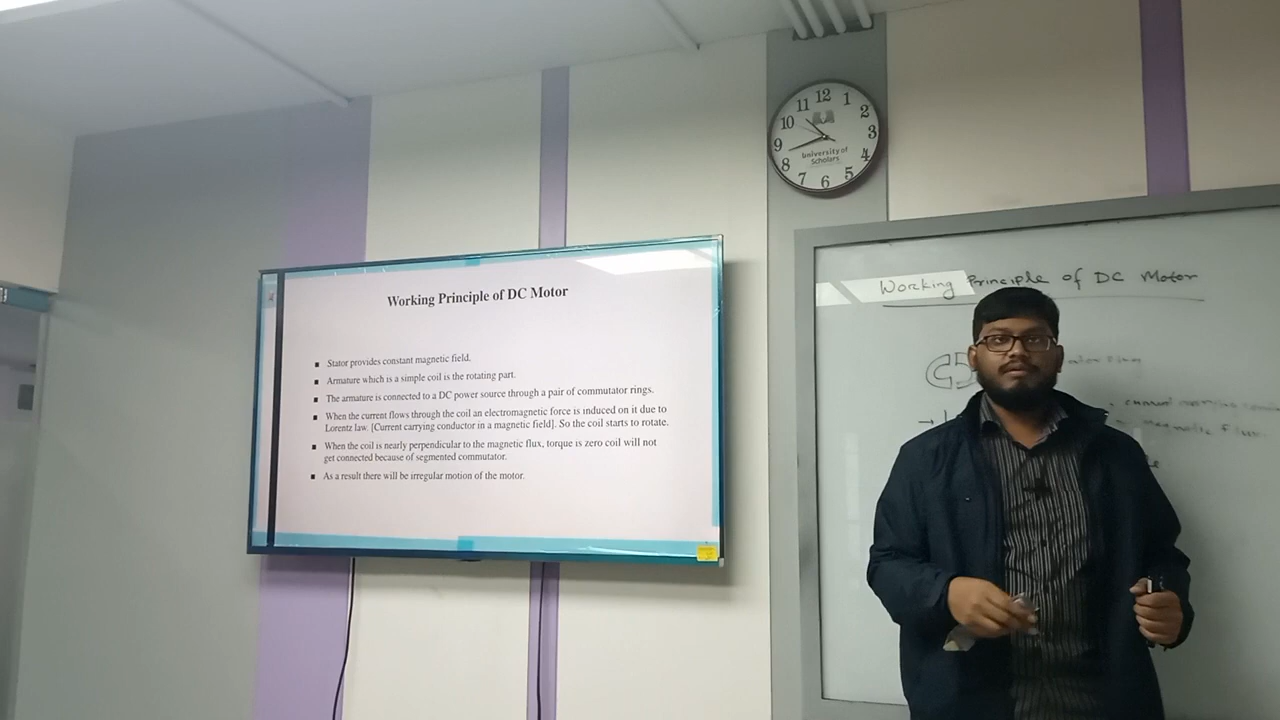 Working Principle of DC Motor
Stator provides constant magnetic field.
Armature which is a simple coil is the rotating part.
The armature is connected to a DC power source through a pair of commutator rings.
When the current flows through the coil an electromagnetic force is induced on it due to
Lorentz law. [Current carrying conductor in a magnetic field]. So the coil starts to rotate.
When the coil is nearly perpendicular to the magnetic flux, torque is zero coil will not
get connected because of segmented commutator.
As a result there will be irregular motion of the motor.
12
1
2
3
4
5
6
7
8
9
10
11
University of
Scholars
Working Principle of DC Motor
magnetic flux